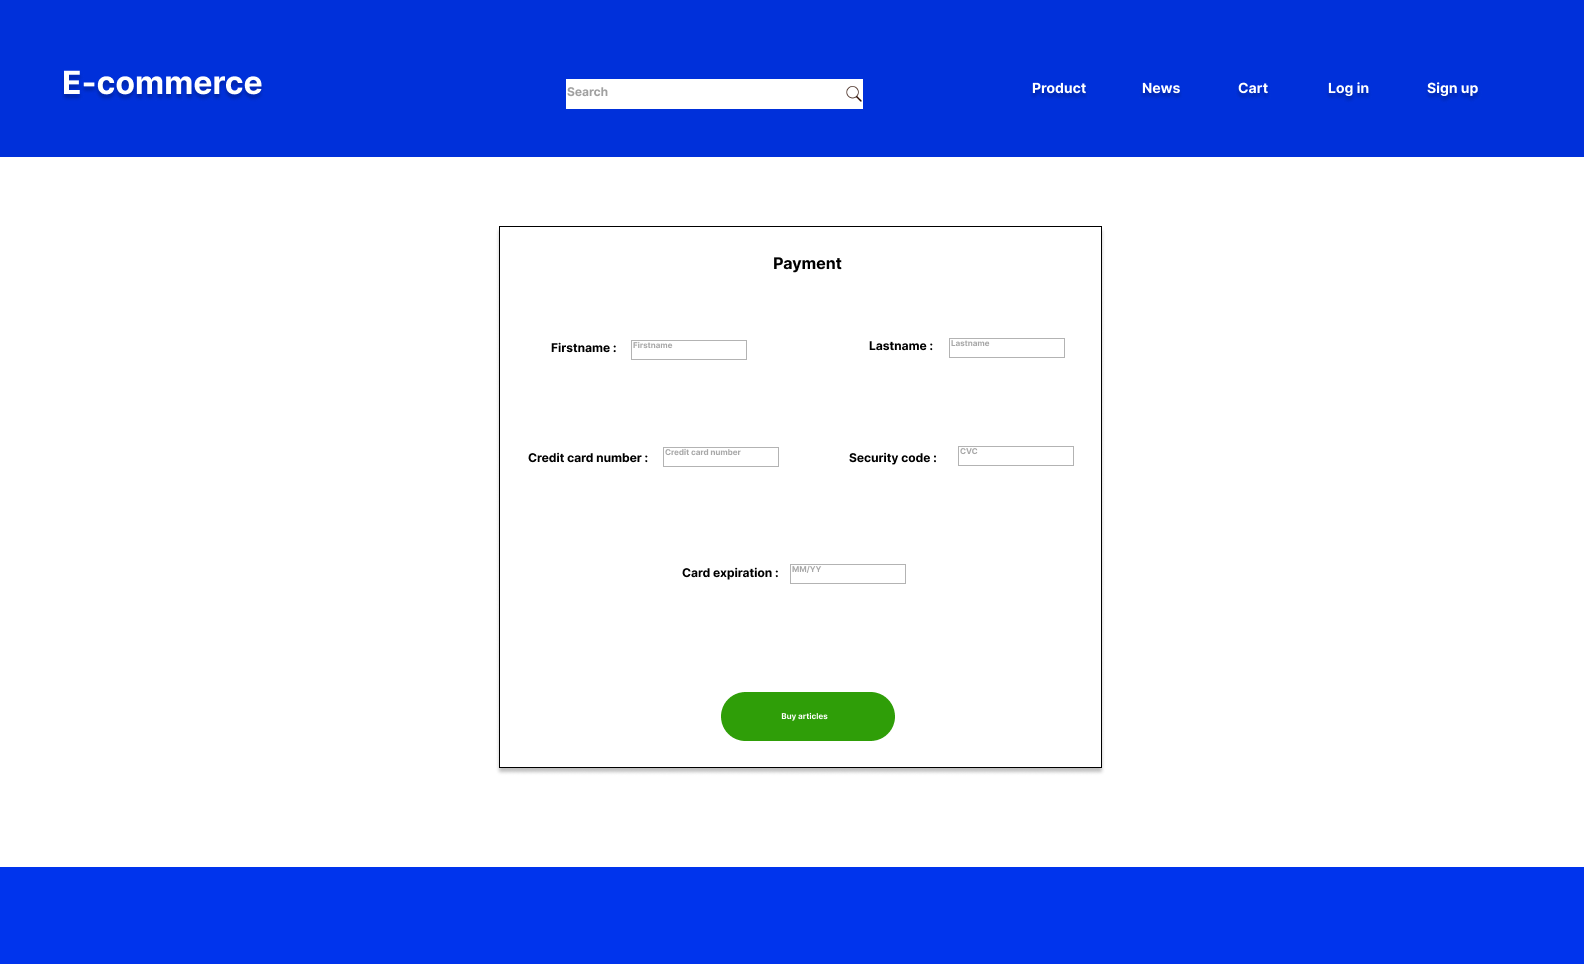 E-commerce
Search
Product News Cart Log in Sign up
Payment
Firstname : Firstname Lastname : Lastname
Credit card number : Credit card number Security code : CVC
Card expiration : MM/YY
Buy articles